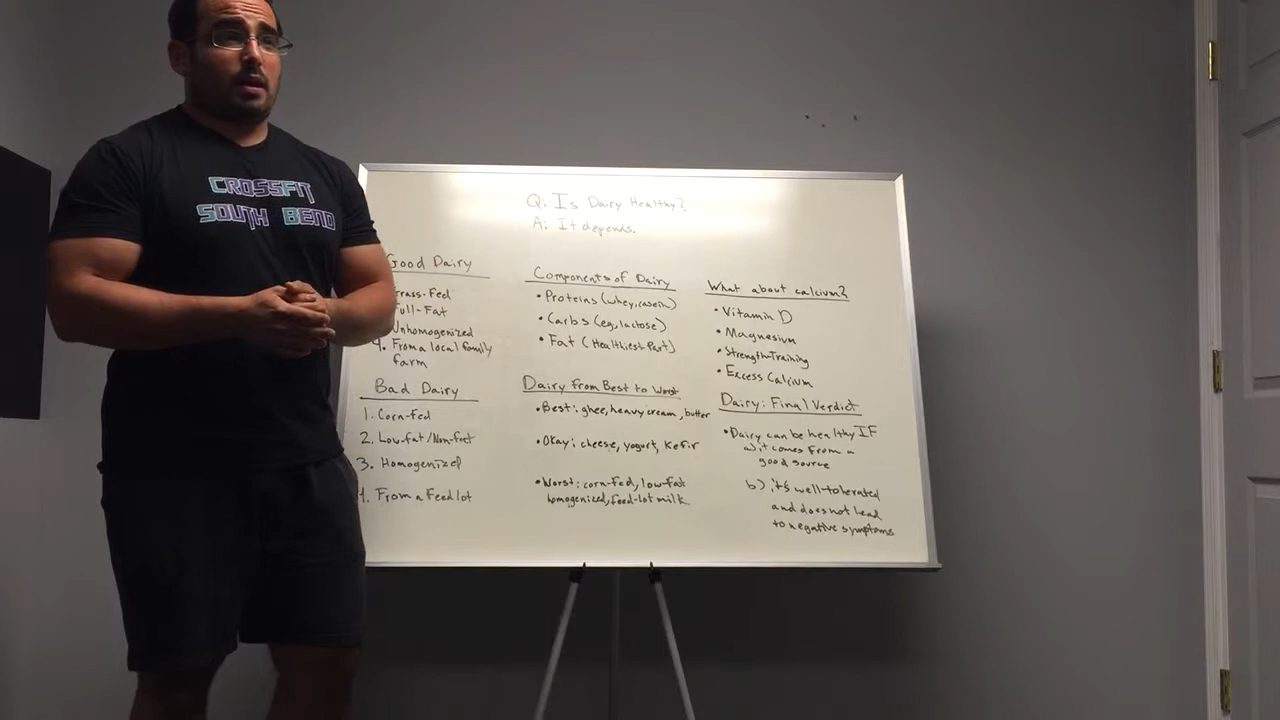 CROSSFIT
SOUTH BEND
Q: Is Dairy Healthy?
A: It depends.
Good Dairy
Grass-Fed
Full-Fat
Unhomogenized
4. From a local family
farm
Bad Dairy
1. Corn-fed
2. Low-fat/Non-fat
3. Homogenized
4. From a Feed lot
Components of Dairy
• Proteins (whey, casein)
• Carbs (eg, lactose)
• Fat (Healthiest Part)
Dairy from Best to Worst
• Best: ghee, heavy cream, butter
• Okay: cheese, yogurt, Kefir
• Worst: corn-fed, low-fat
homogenized, feed-lot milk
What about calcium?
• Vitamin D
• Magnesium
• Strength-Training
• Excess Calcium
Dairy: Final Verdict
• Dairy can be healthy IF
a) it comes from a
good source
b) it's well-tolerated
and does not lead
to negative symptoms